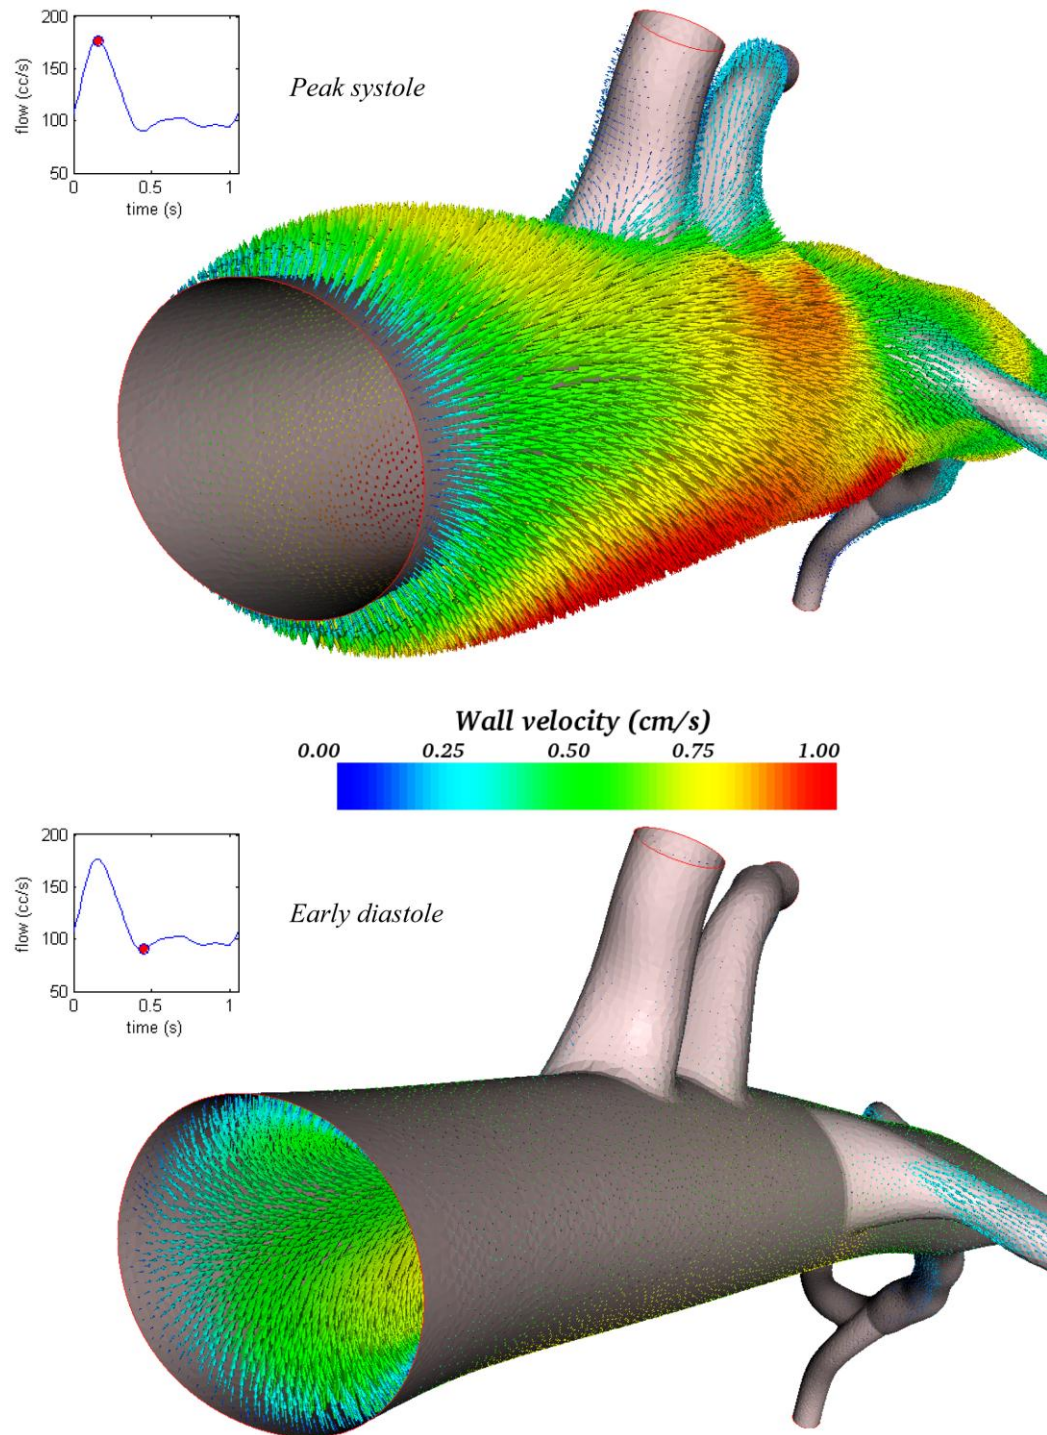 200
150
100
50
flow (cc/s)
0 0.5 1
time (s)
Peak systole
Wall velocity (cm/s)
0.00 0.25 0.50 0.75 1.00
200
150
100
50
flow (cc/s)
0 0.5 1
time (s)
Early diastole